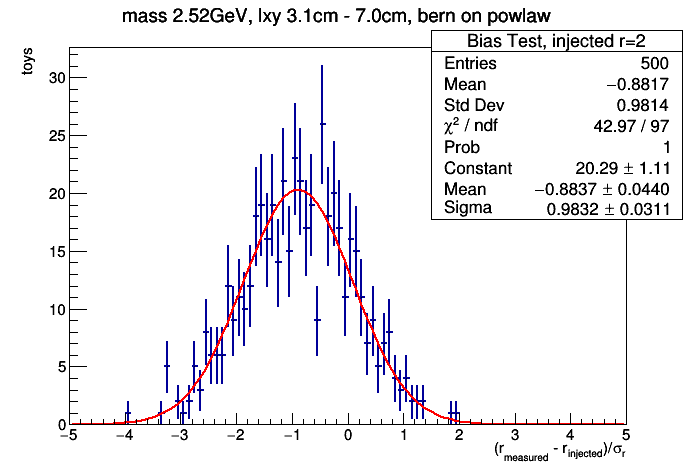 mass 2.52GeV, lxy 3.1cm - 7.0cm, bern on powlaw
Bias Test, injected r=2
Entries 500
Mean −0.8817
Std Dev 0.9814
χ² / ndf 42.97 / 97
Prob 1
Constant 20.29 ± 1.11
Mean −0.8837 ± 0.0440
Sigma 0.9832 ± 0.0311
toys
30
25
20
15
10
5
0
−5 −4 −3 −2 −1 0 1 2 3 4 5
(r_measured - r_injected)/σ_r